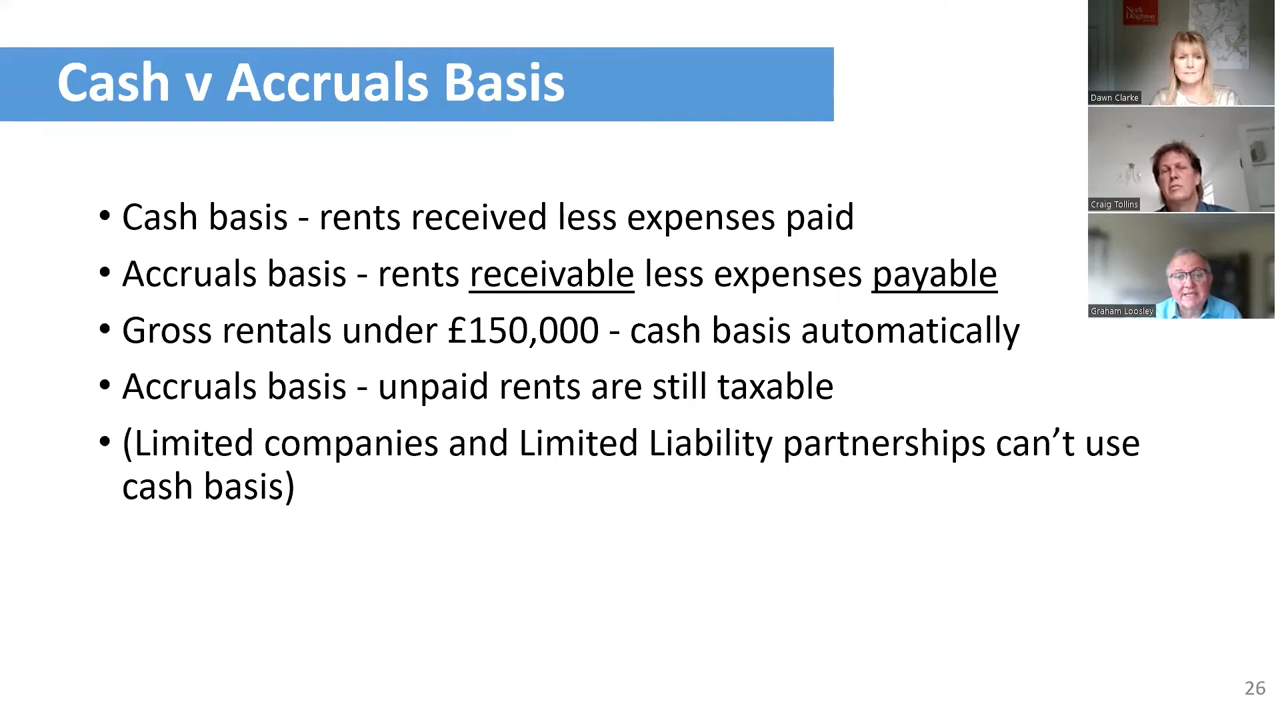 Cash v Accruals Basis
• Cash basis - rents received less expenses paid
• Accruals basis - rents receivable less expenses payable
• Gross rentals under £150,000 - cash basis automatically
• Accruals basis - unpaid rents are still taxable
• (Limited companies and Limited Liability partnerships can’t use
cash basis)
Dawn Clarke
Craig Tollins
Graham Loosley
26